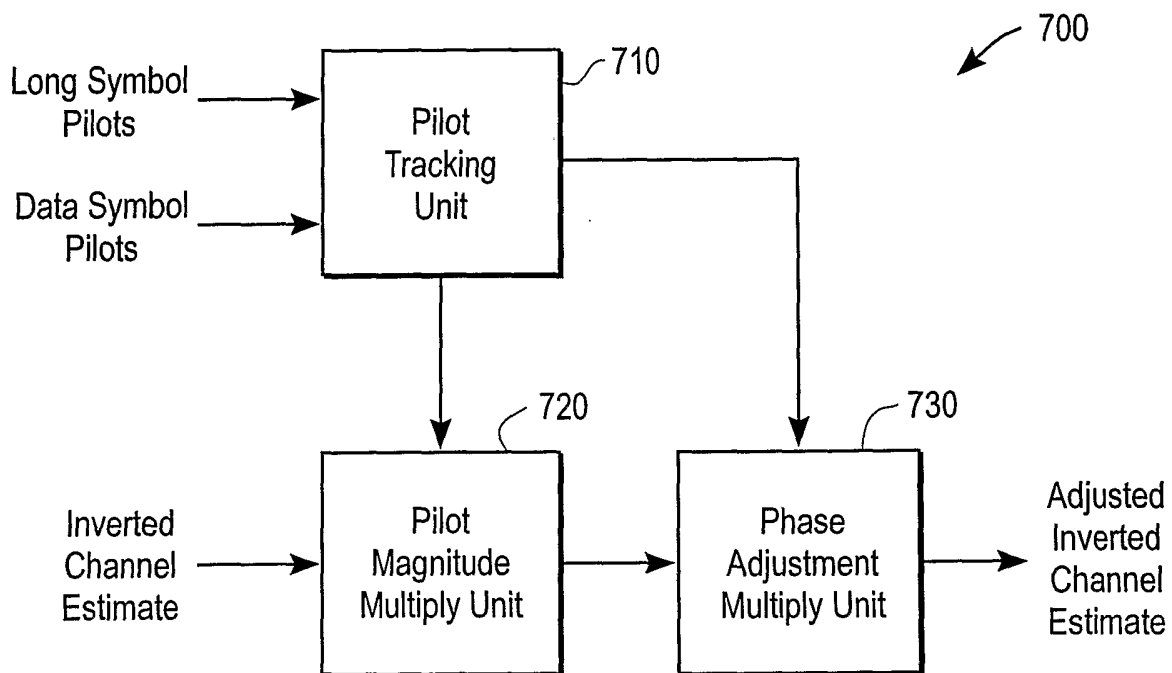 700
710
Long Symbol
Pilots
Pilot
Tracking
Unit
Data Symbol
Pilots
720
730
Inverted
Channel
Estimate
Pilot
Magnitude
Multiply Unit
Phase
Adjustment
Multiply Unit
Adjusted
Inverted
Channel
Estimate